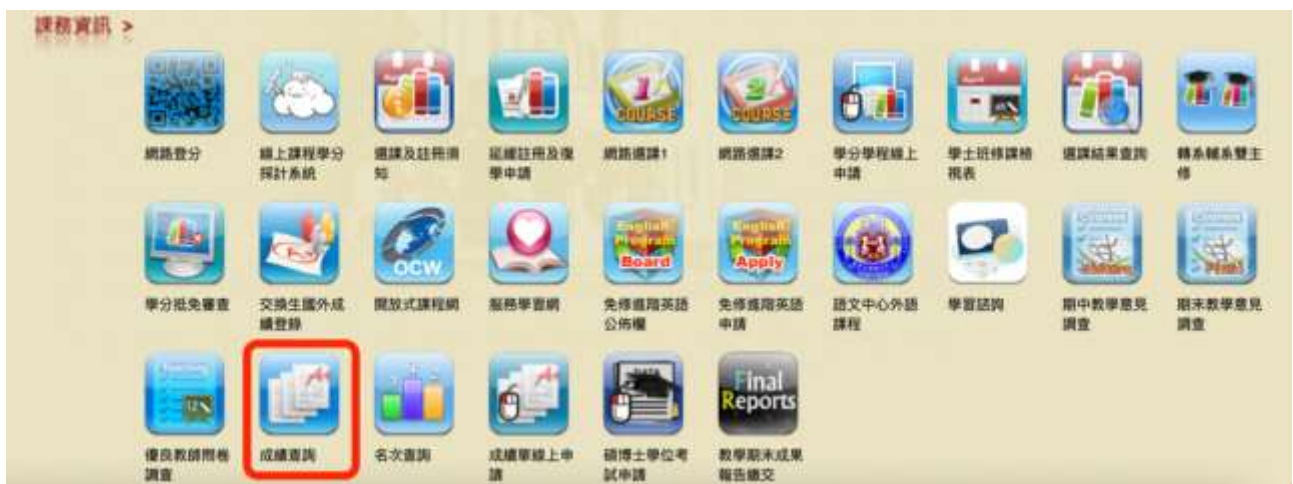 課務資訊 >
COURSE
COURSE
網路登分
線上課程學分
採計系統
選課及註冊須
知
延緩註冊及復
學申請
網路選課1
網路選課2
學分學程線上
申請
學士班修課檢
視表
選課結果查詢
轉系輔系雙主
修
OCW
English
Program
Board
English
Program
Apply
學分抵免審查
交換生國外成
績登錄
開放式課程網
服務學習網
免修進階英語
公佈欄
免修進階英語
申請
語文中心外語
課程
學習諮詢
期中教學意見
調查
期末教學意見
調查
A+
Final
Reports
優良教師問卷
調查
成績查詢
名次查詢
成績單線上申
請
碩博士學位考
試申請
教學期末成果
報告繳交